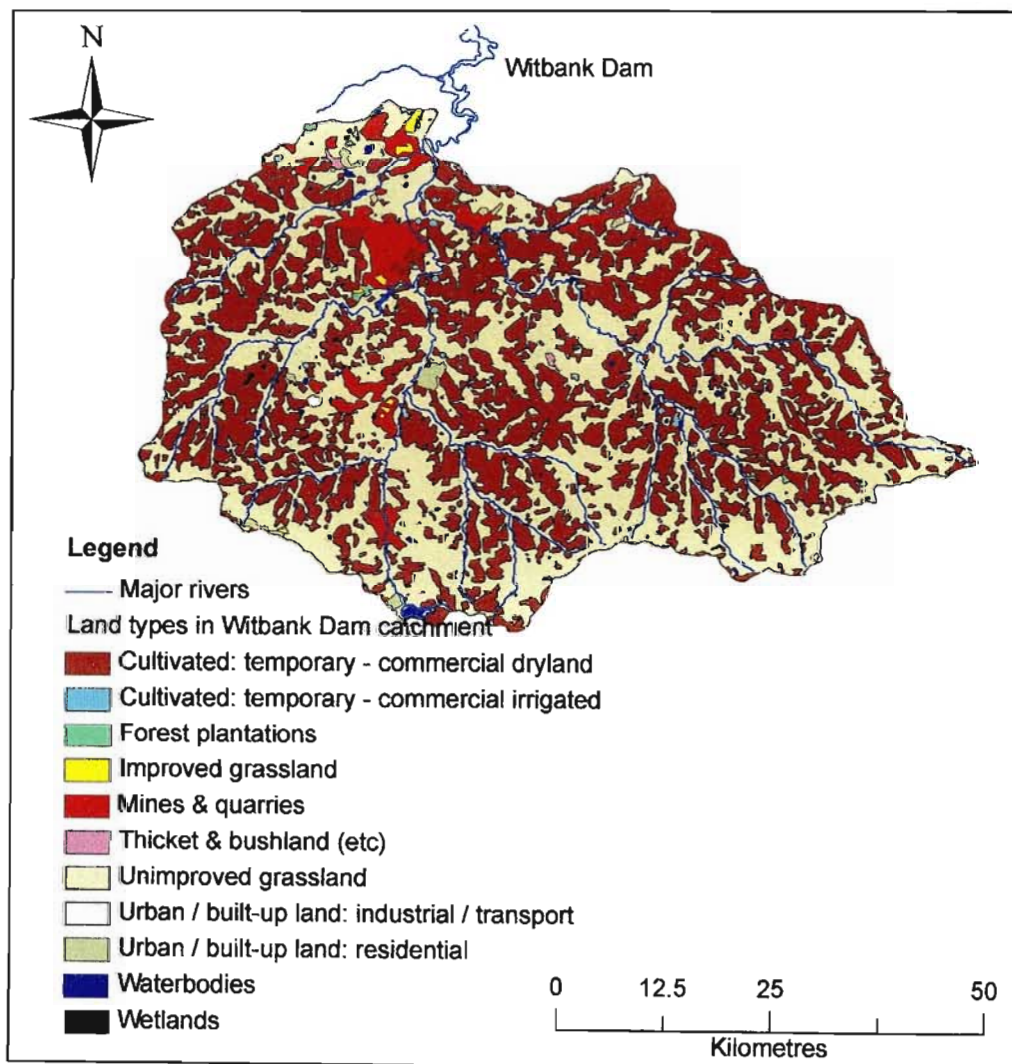 N
Witbank Dam
Legend
Major rivers
Land types in Witbank Dam catchment
Cultivated: temporary - commercial dryland
Cultivated: temporary - commercial irrigated
Forest plantations
Improved grassland
Mines & quarries
Thicket & bushland (etc)
Unimproved grassland
Urban / built-up land: industrial / transport
Urban / built-up land: residential
Waterbodies
Wetlands
0 12.5 25 50
Kilometres